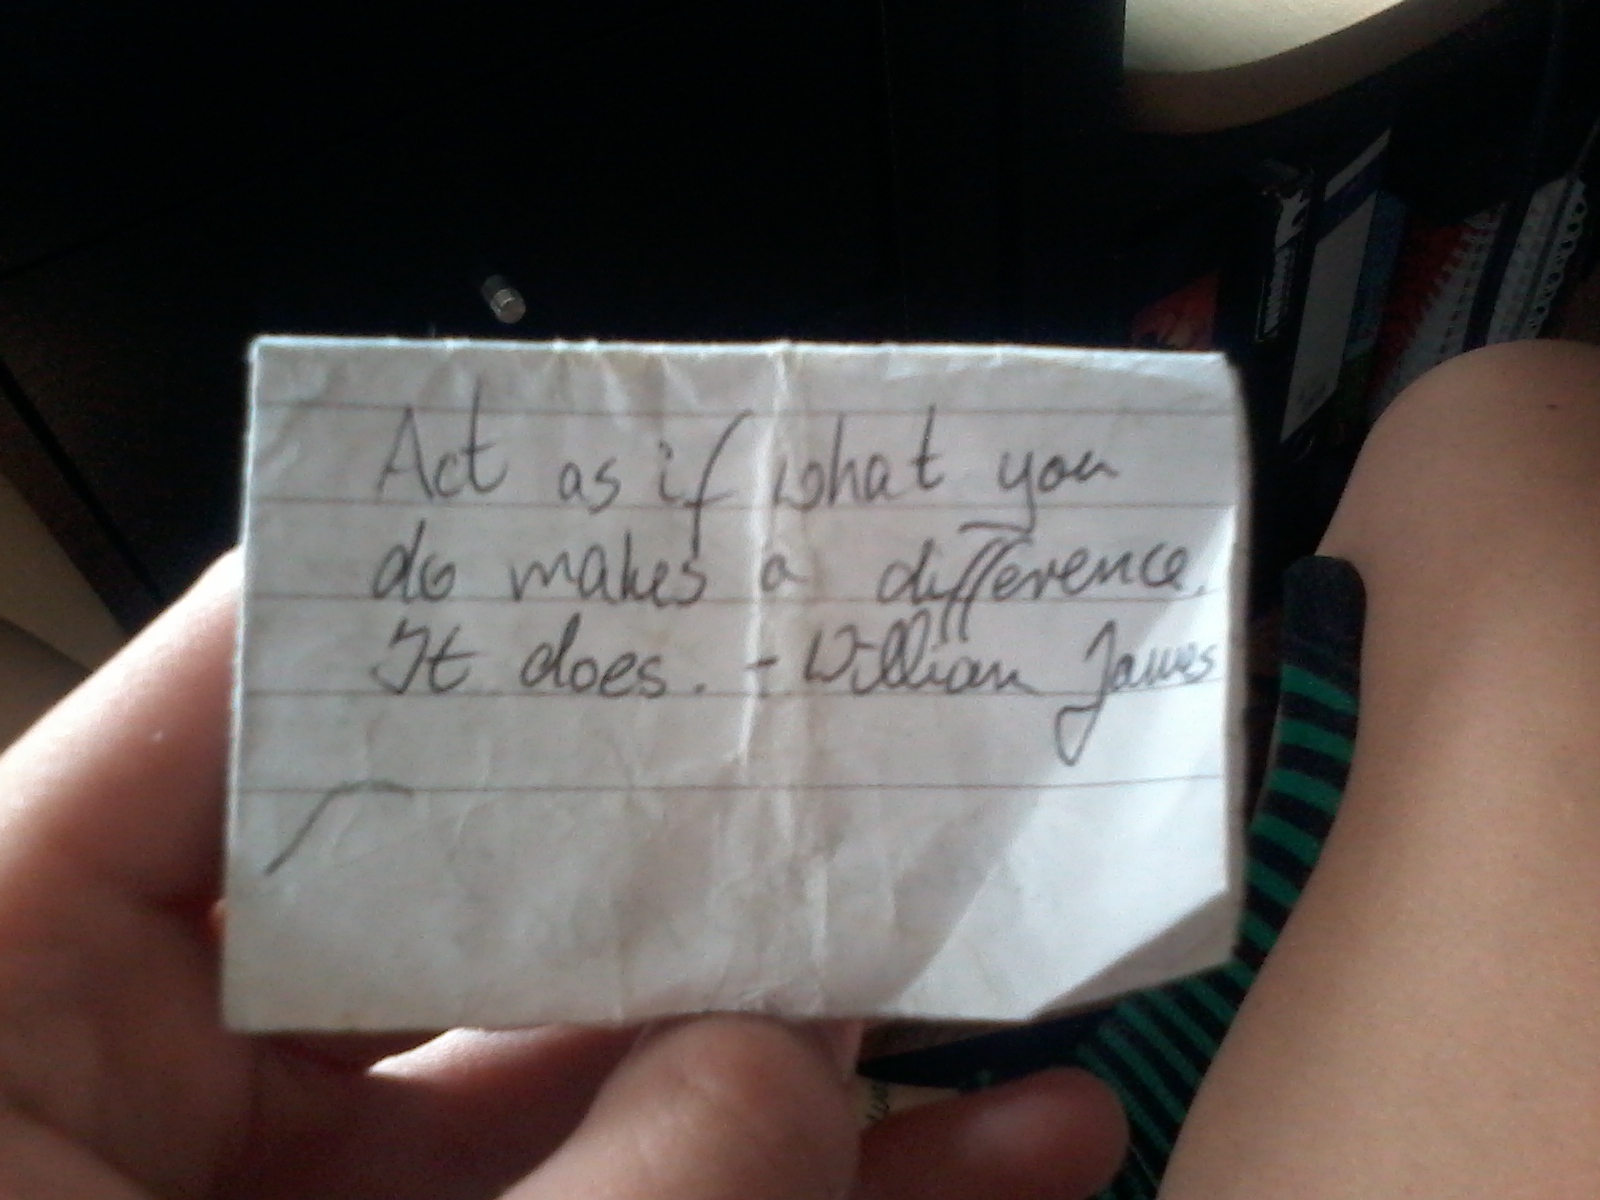 Act as if what you
do makes a difference.
It does. - William James